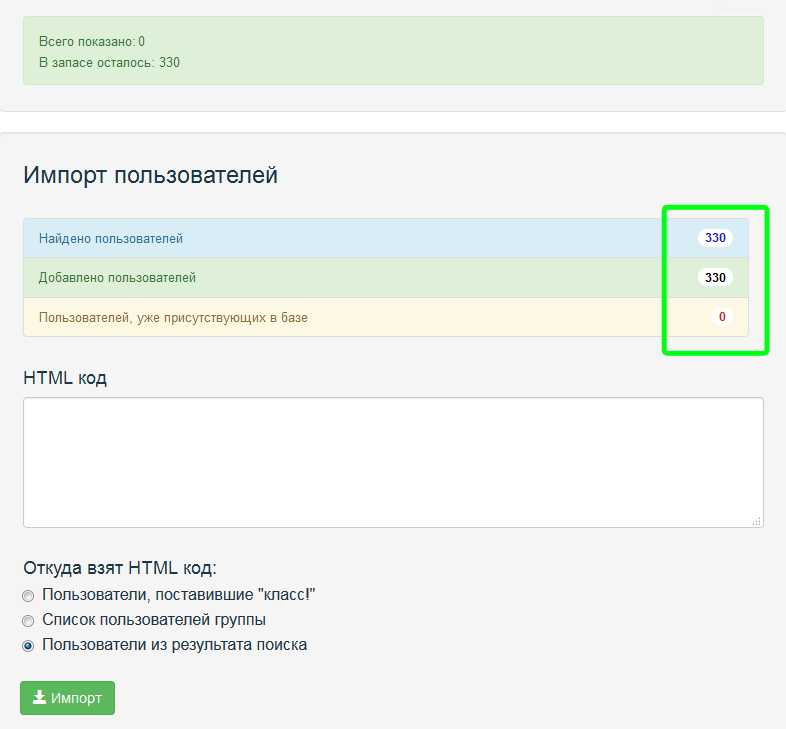 Всего показано: 0
В запасе осталось: 330
Импорт пользователей
Найдено пользователей 330
Добавлено пользователей 330
Пользователей, уже присутствующих в базе 0
HTML код
Откуда взят HTML код:
Пользователи, поставившие "класс!"
Список пользователей группы
Пользователи из результата поиска
Импорт